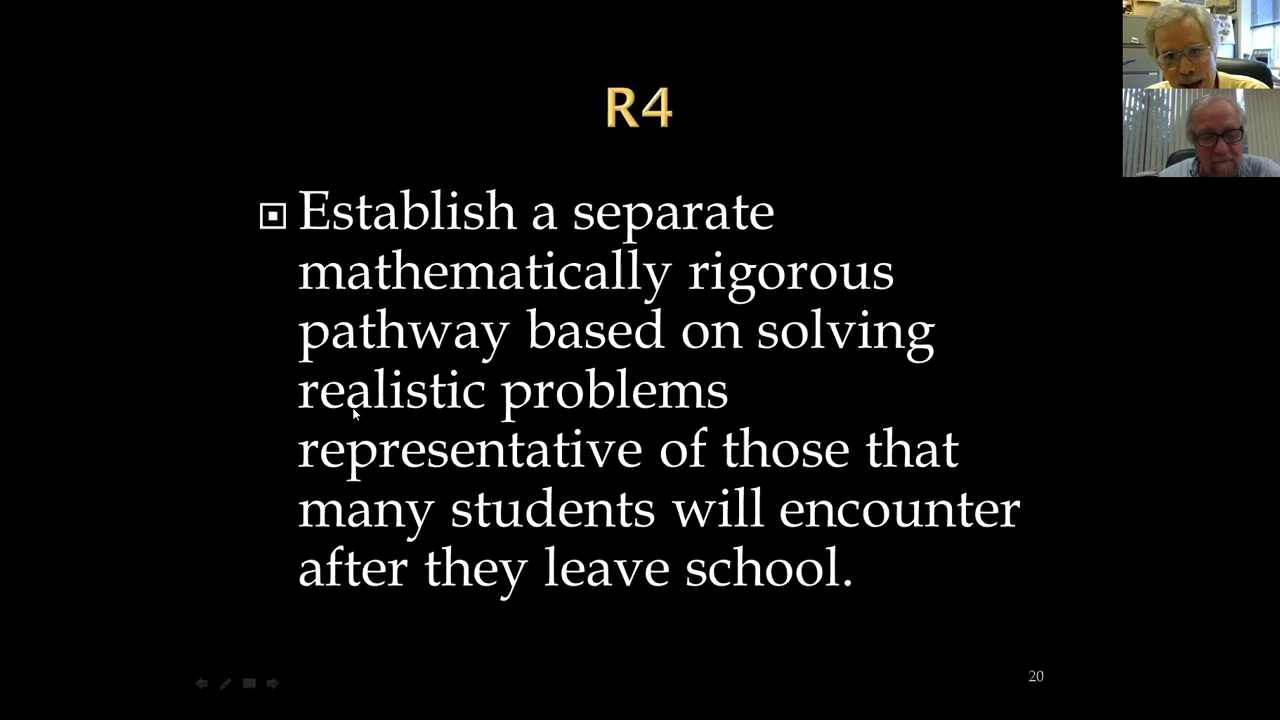 R4
Establish a separate
mathematically rigorous
pathway based on solving
realistic problems
representative of those that
many students will encounter
after they leave school.
20